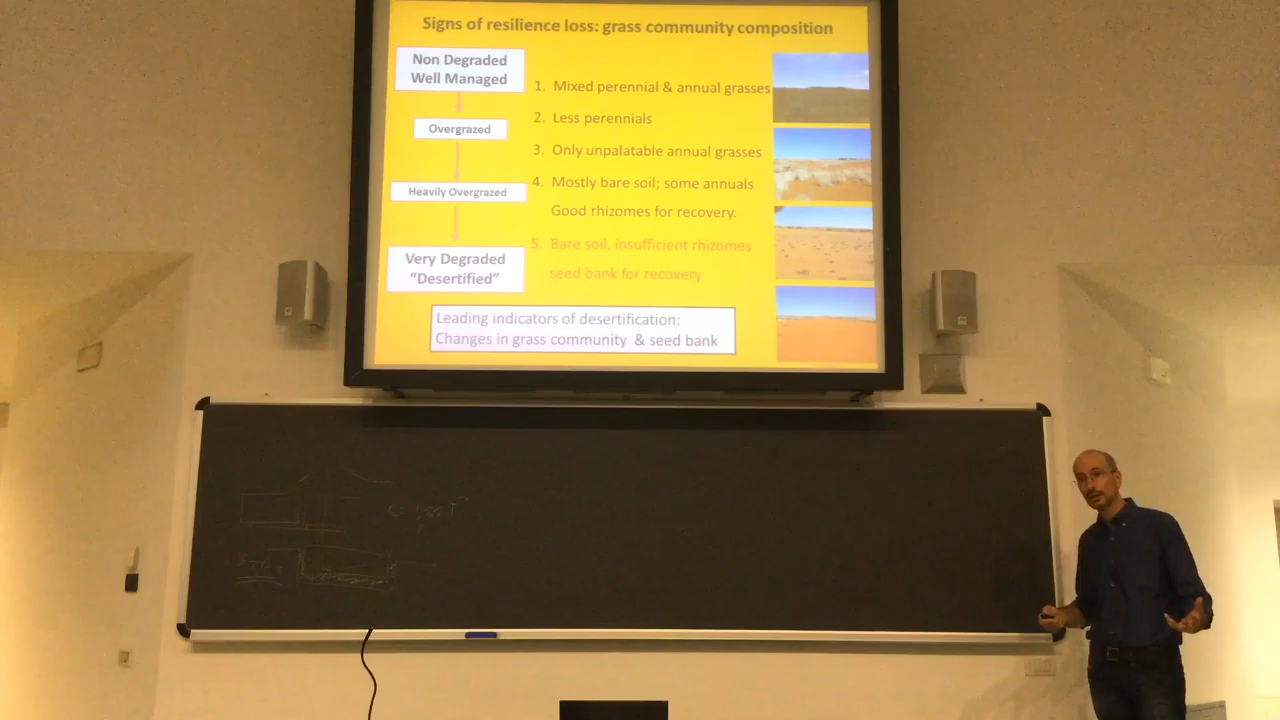 Signs of resilience loss: grass community composition
Non Degraded
Well Managed
Overgrazed
Heavily Overgrazed
Very Degraded
“Desertified”
1. Mixed perennial & annual grasses
2. Less perennials
3. Only unpalatable annual grasses
4. Mostly bare soil; some annuals
Good rhizomes for recovery.
5. Bare soil, insufficient rhizomes
seed bank for recovery
Leading indicators of desertification:
Changes in grass community & seed bank